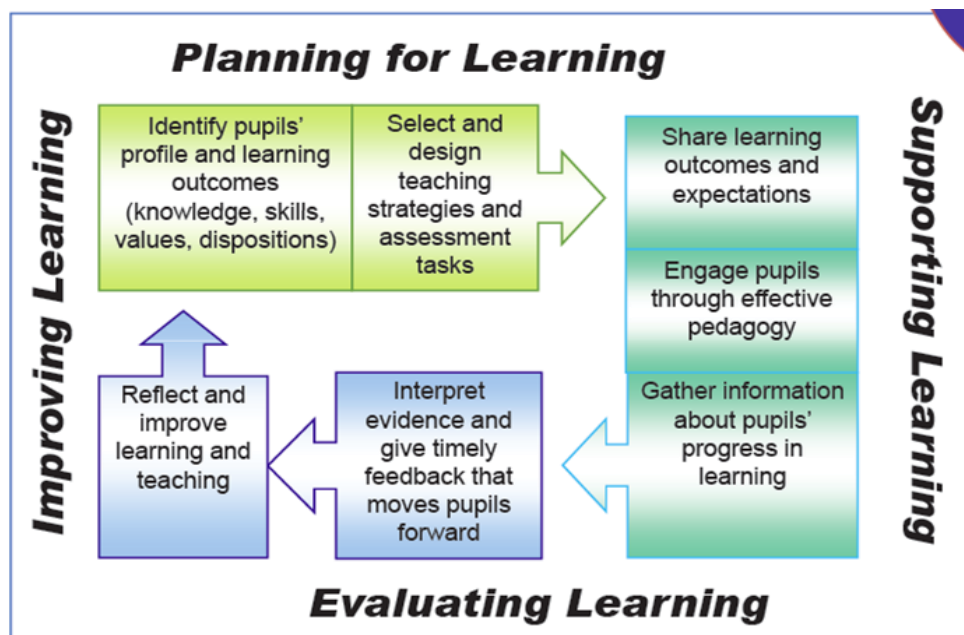 Planning for Learning
Improving Learning
Identify pupils'
profile and learning
outcomes
(knowledge, skills,
values, dispositions)
Select and
design
teaching
strategies and
assessment
tasks
Share learning
outcomes and
expectations
Engage pupils
through effective
pedagogy
Gather information
about pupils'
progress in
learning
Supporting Learning
Interpret
evidence and
give timely
feedback that
moves pupils
forward
Reflect and
improve
learning and
teaching
Evaluating Learning